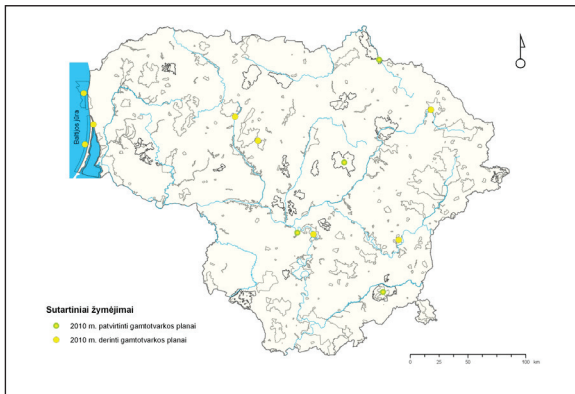 Baltijos jūra
Sutartiniai žymėjimai
2010 m. patvirtinti gamtotvarkos planai
2010 m. derinti gamtotvarkos planai
0 25 50 100 km